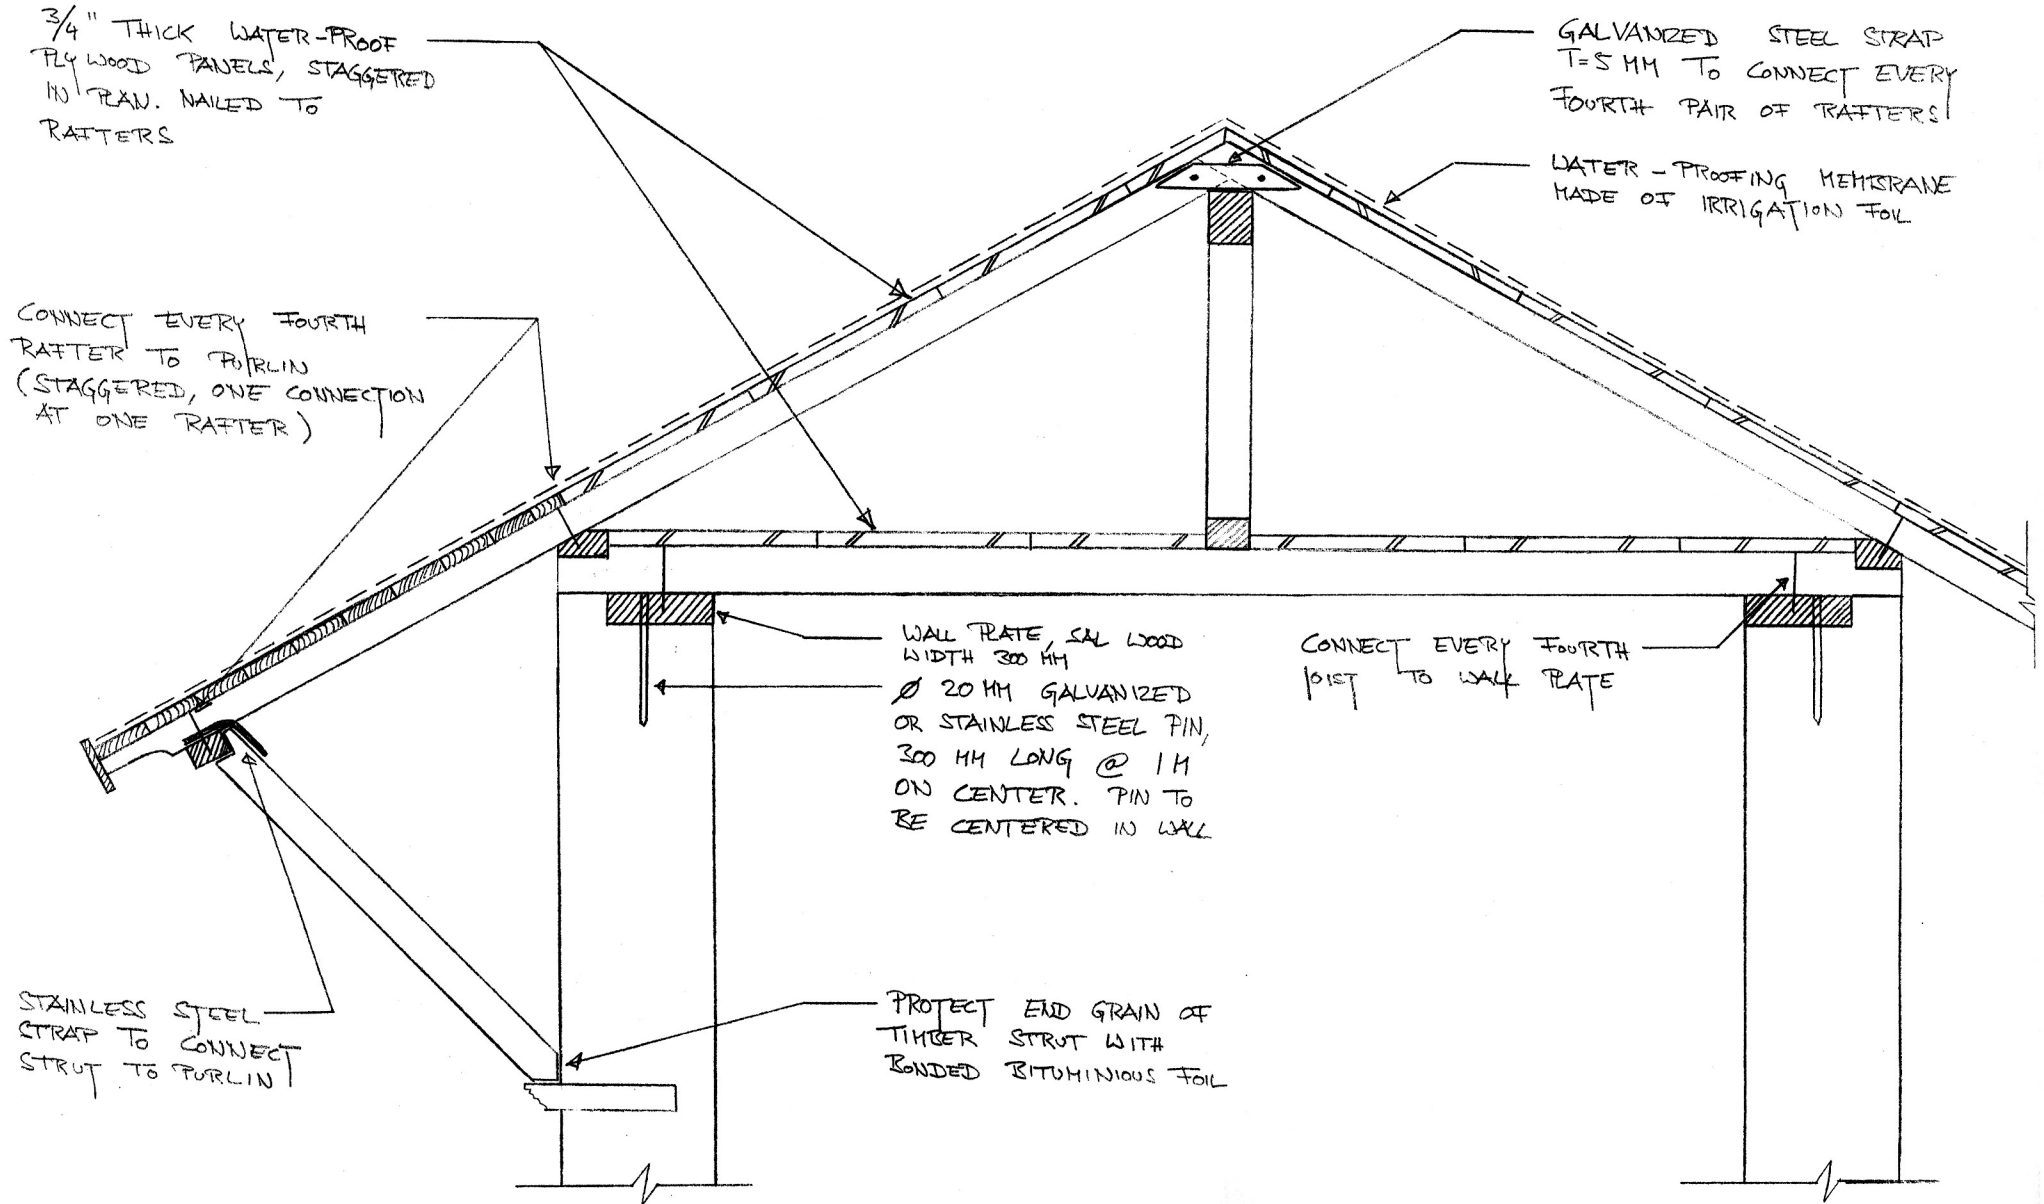 3/4" THICK WATER-PROOF
PLYWOOD PANELS, STAGGERED
IN PLAN. NAILED TO
RAFTERS
GALVANIZED STEEL STRAP
T=5 MM TO CONNECT EVERY
FOURTH PAIR OF RAFTERS
WATER-PROOFING MEMBRANE
MADE OF IRRIGATION FOIL
CONNECT EVERY FOURTH
RAFTER TO PURLIN
(STAGGERED, ONE CONNECTION
AT ONE RAFTER)
WALL PLATE, SAL WOOD
WIDTH 300 MM
Ø 20 MM GALVANIZED
OR STAINLESS STEEL PIN,
300 MM LONG @ 1 M
ON CENTER. PIN TO
BE CENTERED IN WALL
CONNECT EVERY FOURTH
JOIST TO WALL PLATE
STAINLESS STEEL
STRAP TO CONNECT
STRUT TO PURLIN
PROTECT END GRAIN OF
TIMBER STRUT WITH
BONDED BITUMINIOUS FOIL